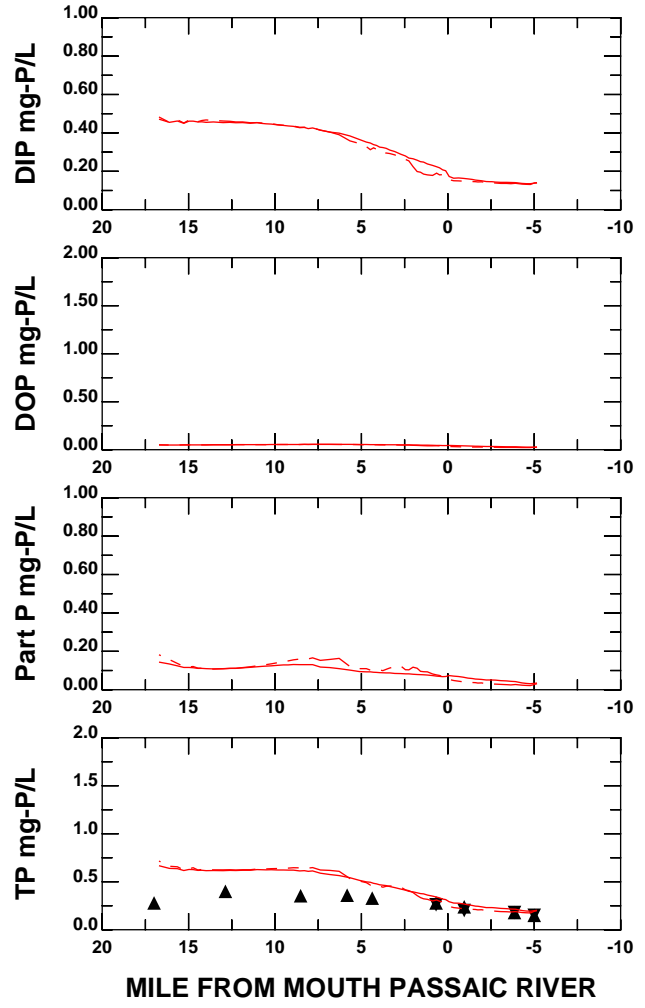 DIP mg-P/L
1.00
0.80
0.60
0.40
0.20
0.00
20 15 10 5 0 -5 -10
DOP mg-P/L
2.00
1.50
1.00
0.50
0.00
20 15 10 5 0 -5 -10
Part P mg-P/L
1.00
0.80
0.60
0.40
0.20
0.00
20 15 10 5 0 -5 -10
TP mg-P/L
2.0
1.5
1.0
0.5
0.0
20 15 10 5 0 -5 -10
MILE FROM MOUTH PASSAIC RIVER